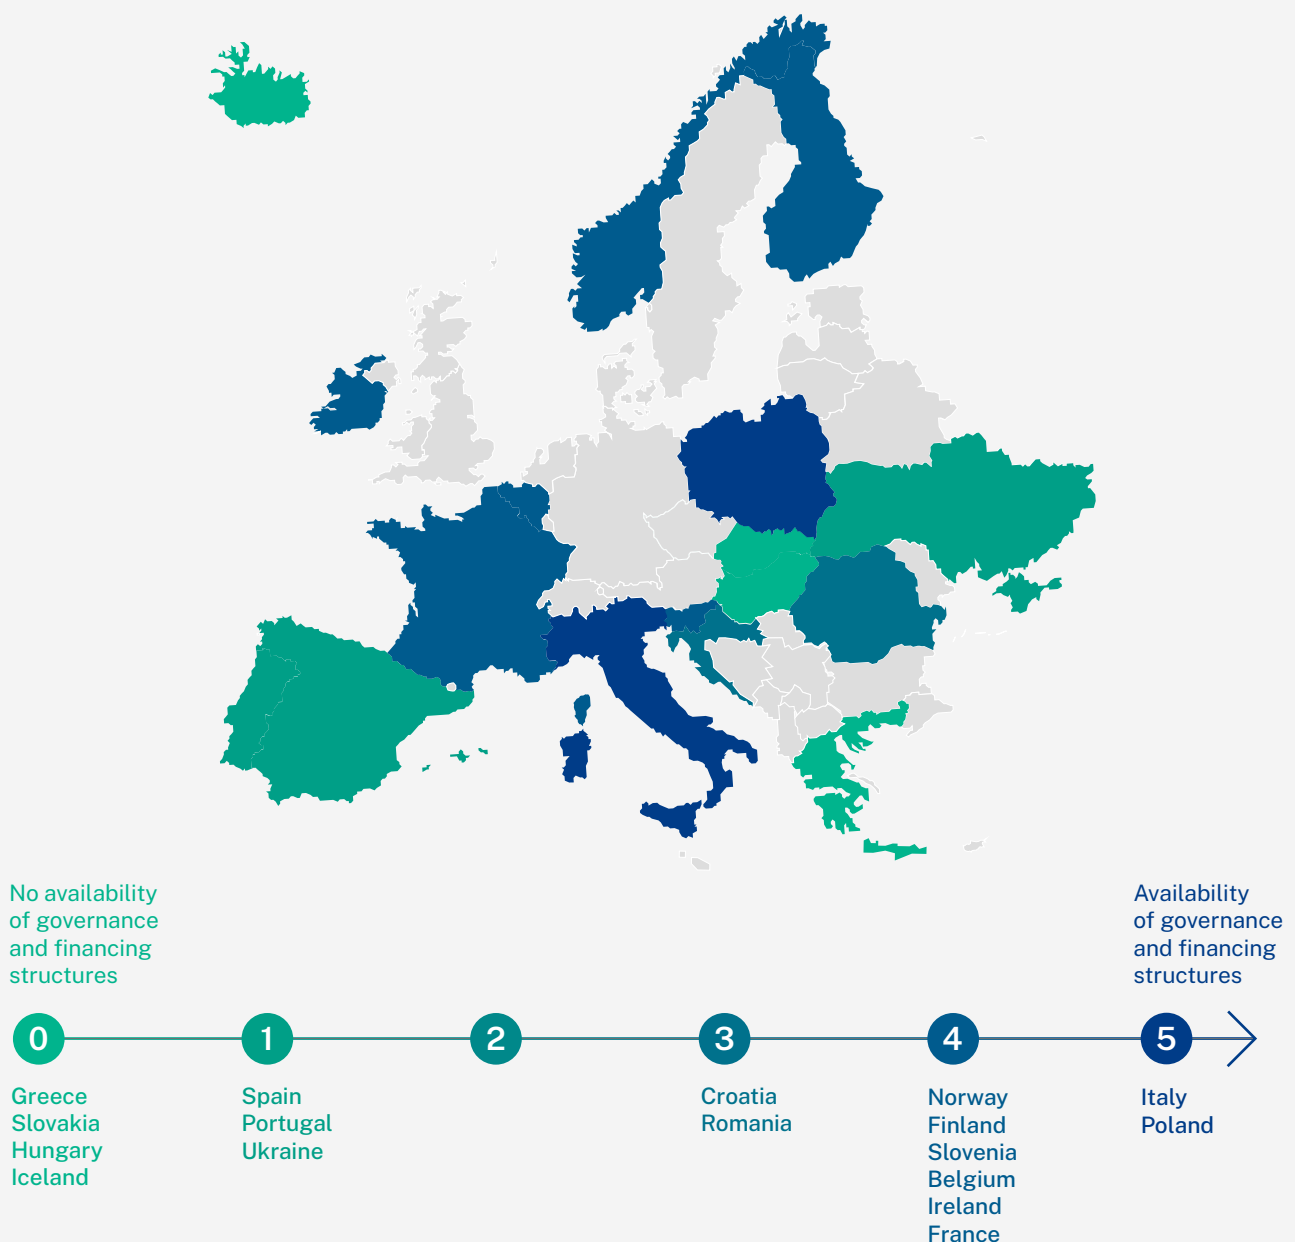 No availability
of governance
and financing
structures
Availability
of governance
and financing
structures
0
1
2
3
4
5
Greece
Slovakia
Hungary
Iceland
Spain
Portugal
Ukraine
Croatia
Romania
Norway
Finland
Slovenia
Belgium
Ireland
France
Italy
Poland